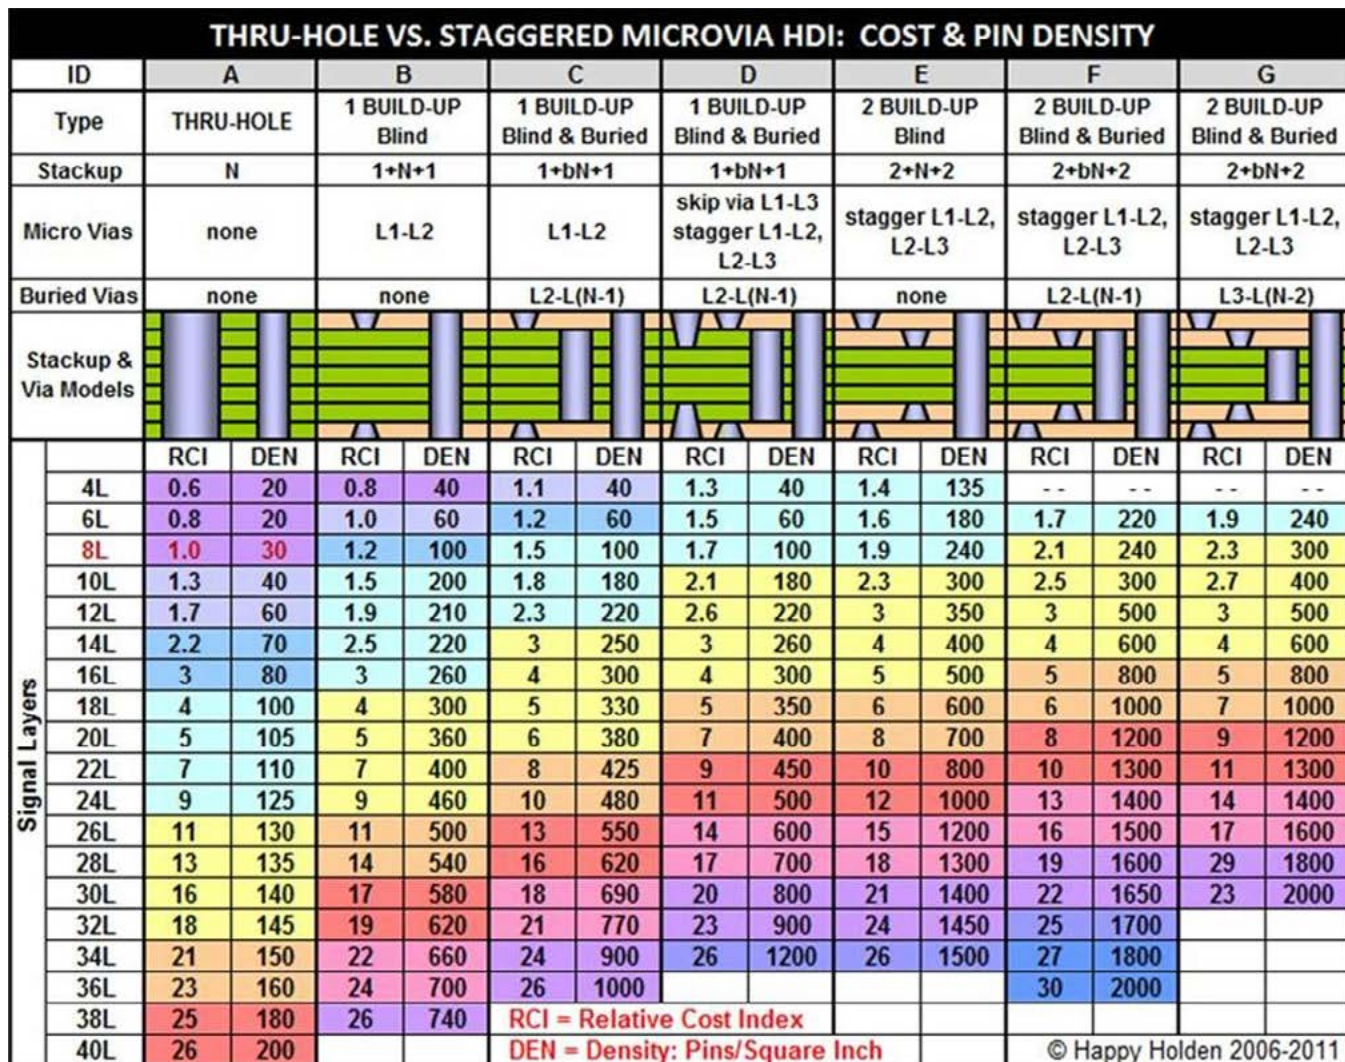 THRU-HOLE VS. STAGGERED MICROVIA HDI: COST & PIN DENSITY
ID A B C D E F G
Type THRU-HOLE 1 BUILD-UP Blind 1 BUILD-UP Blind & Buried 1 BUILD-UP Blind & Buried 2 BUILD-UP Blind 2 BUILD-UP Blind & Buried 2 BUILD-UP Blind & Buried
Stackup N 1+N+1 1+bN+1 1+bN+1 2+N+2 2+bN+2 2+bN+2
Micro Vias none L1-L2 L1-L2 skip via L1-L3 stagger L1-L2, L2-L3 stagger L1-L2, L2-L3 stagger L1-L2, L2-L3 stagger L1-L2, L2-L3
Buried Vias none none L2-L(N-1) L2-L(N-1) none L2-L(N-1) L3-L(N-2)
Stackup & Via Models
RCI DEN RCI DEN RCI DEN RCI DEN RCI DEN RCI DEN RCI DEN
Signal Layers
4L 0.6 20 0.8 40 1.1 40 1.3 40 1.4 135 - - - - - - - -
6L 0.8 20 1.0 60 1.2 60 1.5 60 1.6 180 1.7 220 1.9 240
8L 1.0 30 1.2 100 1.5 100 1.7 100 1.9 240 2.1 240 2.3 300
10L 1.3 40 1.5 200 1.8 180 2.1 180 2.3 300 2.5 300 2.7 400
12L 1.7 60 1.9 210 2.3 220 2.6 220 3 350 3 500 3 500
14L 2.2 70 2.5 220 3 250 3 260 4 400 4 600 4 600
16L 3 80 3 260 4 300 4 300 5 500 5 800 5 800
18L 4 100 4 300 5 330 5 350 6 600 6 1000 7 1000
20L 5 105 5 360 6 380 7 400 8 700 8 1200 9 1200
22L 7 110 7 400 8 425 9 450 10 800 10 1300 11 1300
24L 9 125 9 460 10 480 11 500 12 1000 13 1400 14 1400
26L 11 130 11 500 13 550 14 600 15 1200 16 1500 17 1600
28L 13 135 14 540 16 620 17 700 18 1300 19 1600 29 1800
30L 16 140 17 580 18 690 20 800 21 1400 22 1650 23 2000
32L 18 145 19 620 21 770 23 900 24 1450 25 1700
34L 21 150 22 660 24 900 26 1200 26 1500 27 1800
36L 23 160 24 700 26 1000 30 2000
38L 25 180 26 740 RCI = Relative Cost Index
40L 26 200 DEN = Density: Pins/Square Inch © Happy Holden 2006-2011